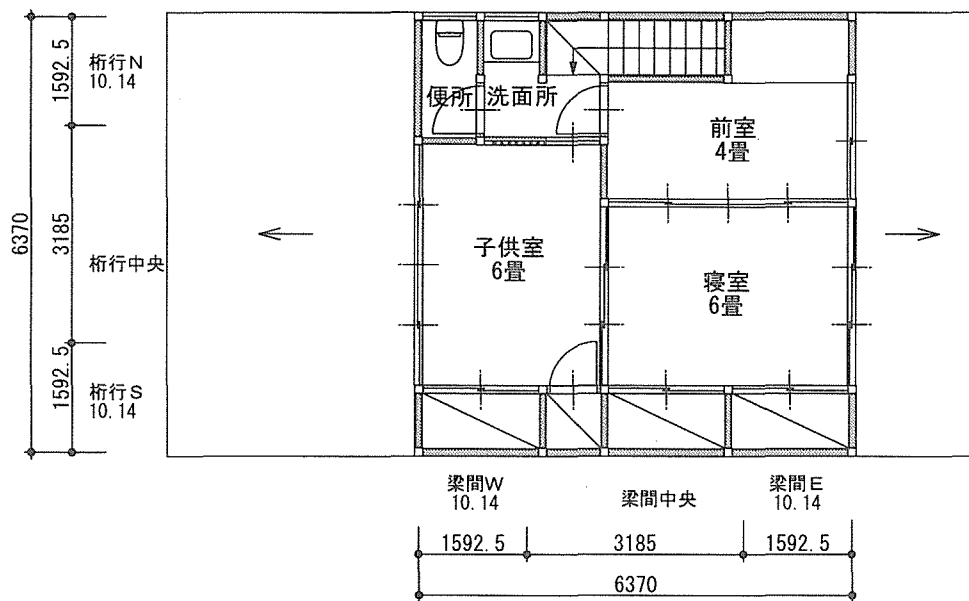 1592.5
桁行N
10.14
便所
洗面所
前室
4畳
6370
3185
桁行中央
子供室
6畳
寝室
6畳
1592.5
桁行S
10.14
梁間W
10.14
梁間中央
梁間E
10.14
1592.5
3185
1592.5
6370